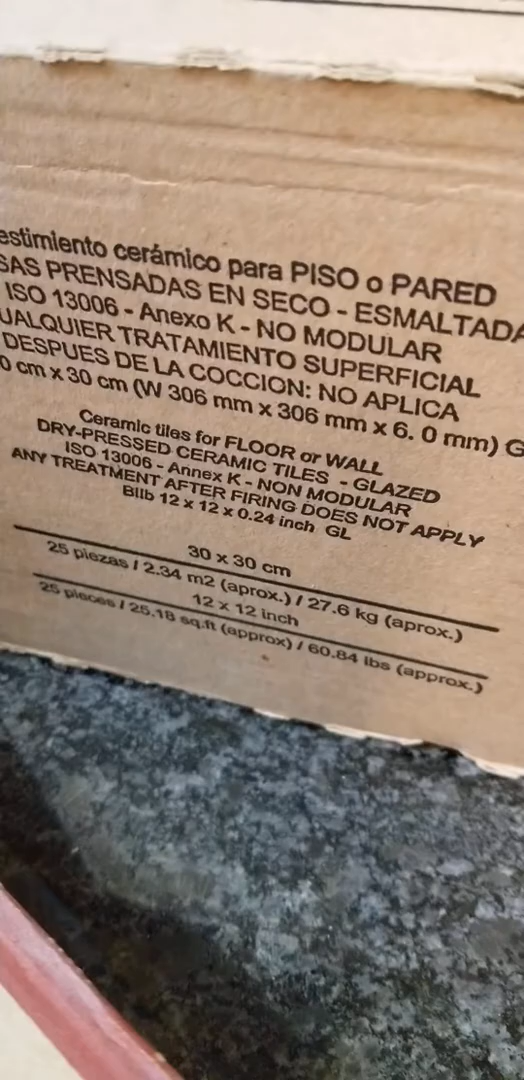 estimiento cerámico para PISO o PARED
SAS PRENSADAS EN SECO - ESMALTADA
ISO 13006 - Anexo K - NO MODULAR
UALQUIER TRATAMIENTO SUPERFICIAL
DESPUES DE LA COCCION: NO APLICA
0 cm x 30 cm (W 306 mm x 306 mm x 6. 0 mm) G
Ceramic tiles for FLOOR or WALL
DRY-PRESSED CERAMIC TILES - GLAZED
ISO 13006 - Annex K - NON MODULAR
ANY TREATMENT AFTER FIRING DOES NOT APPLY
BIIb 12 x 12 x 0.24 inch GL
30 x 30 cm
25 piezas / 2.34 m2 (aprox.) / 27.6 kg (aprox.)
12 x 12 inch
25 pieces / 25.18 sq.ft (approx) / 60.84 lbs (approx.)